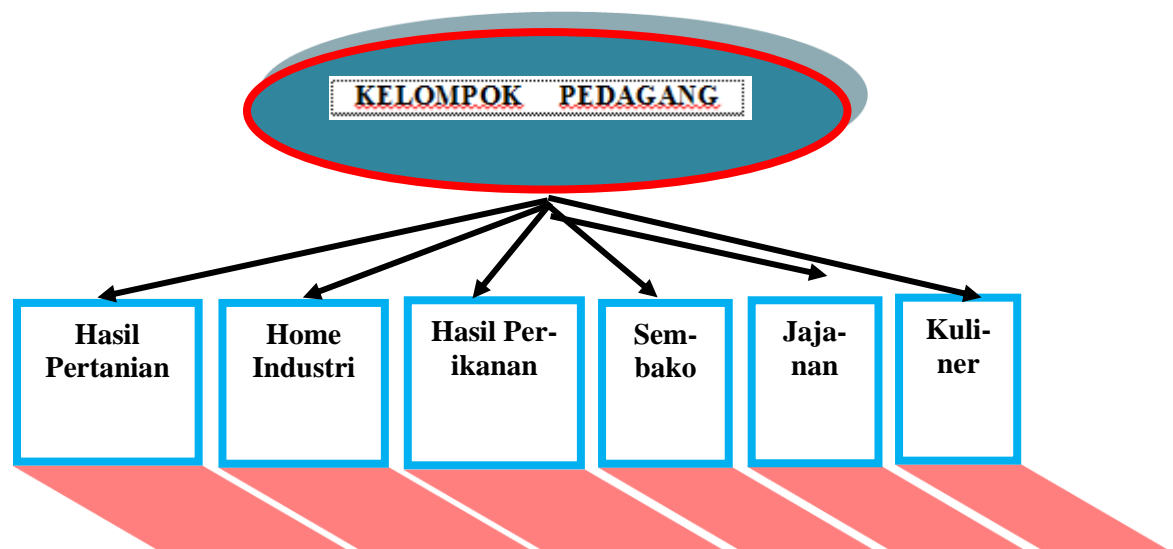 KELOMPOK PEDAGANG
Hasil
Pertanian
Home
Industri
Hasil Per-
ikanan
Sem-
bako
Jaja-
nan
Kuli-
ner